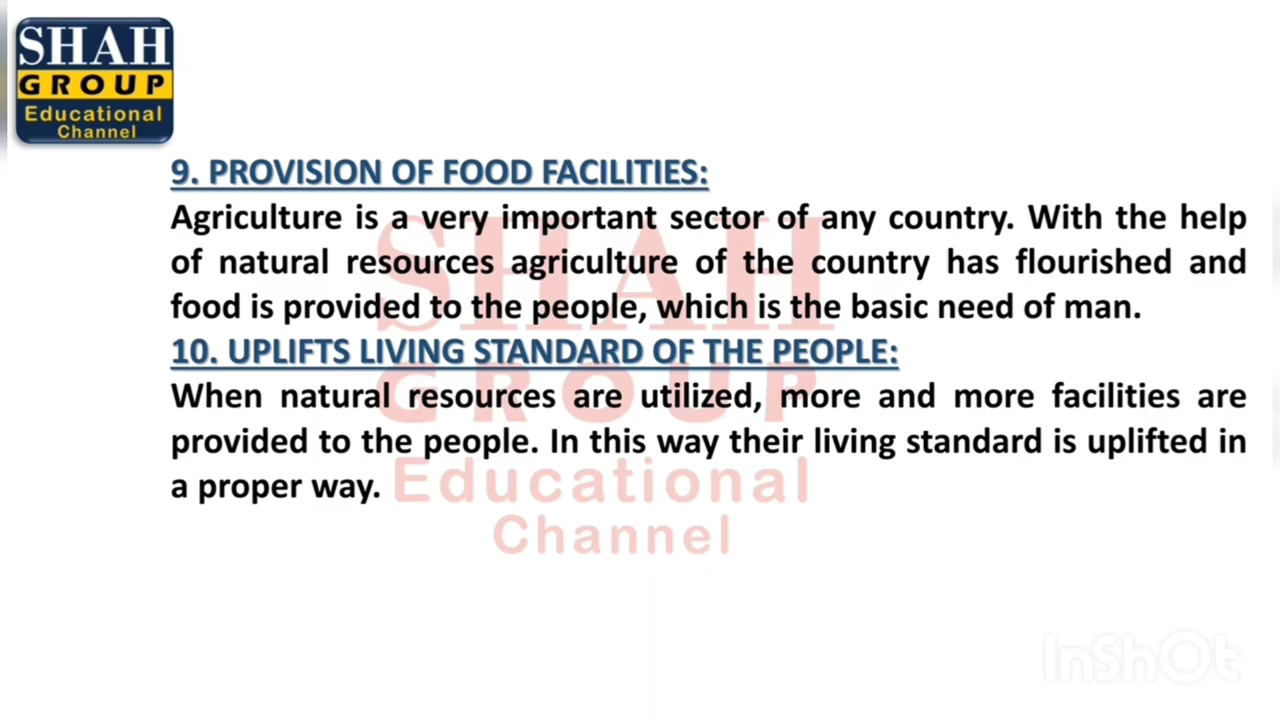 SHAH
GROUP
Educational
Channel
9. PROVISION OF FOOD FACILITIES:
Agriculture is a very important sector of any country. With the help
of natural resources agriculture of the country has flourished and
food is provided to the people, which is the basic need of man.
10. UPLIFTS LIVING STANDARD OF THE PEOPLE:
When natural resources are utilized, more and more facilities are
provided to the people. In this way their living standard is uplifted in
a proper way.
SHAH
GROUP
Educational
Channel
InShOt